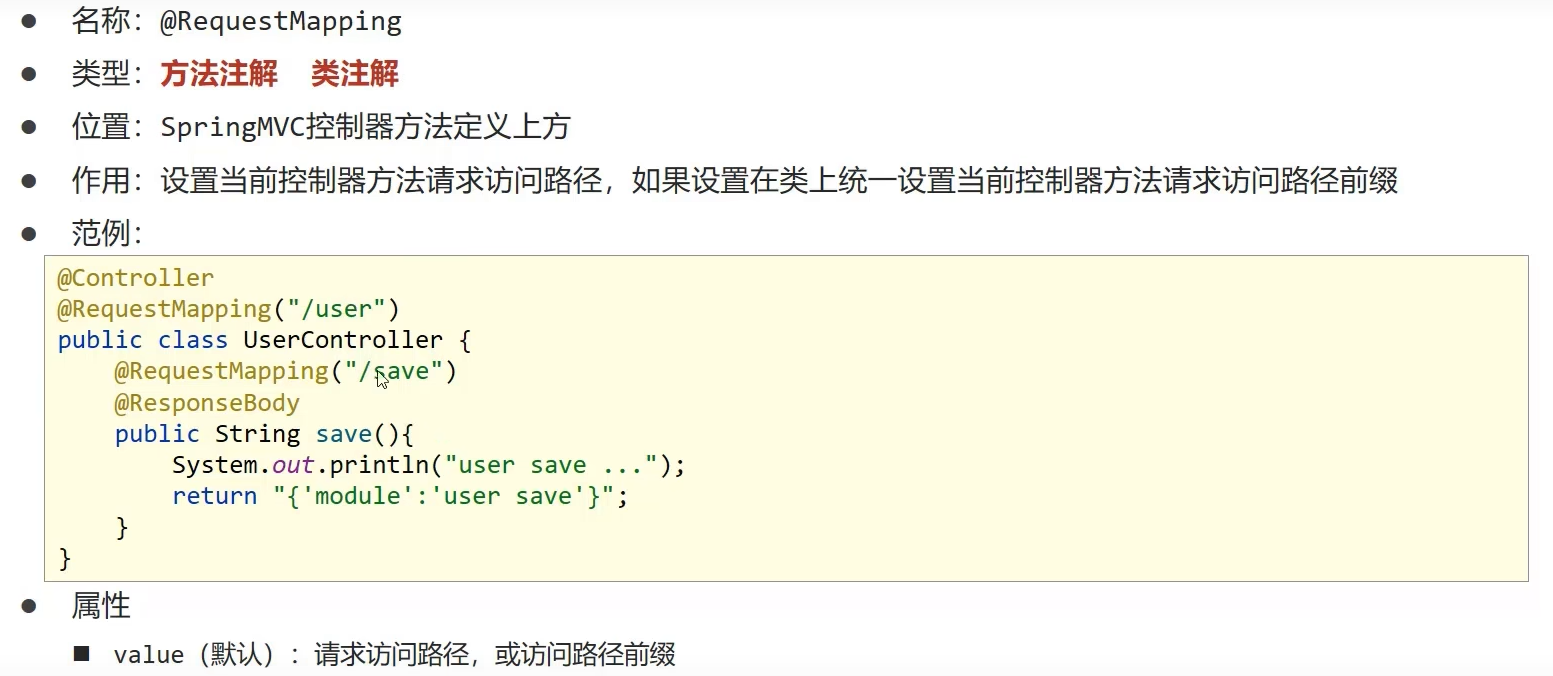 ● 名称：@RequestMapping
● 类型：方法注解 类注解
● 位置：SpringMVC控制器方法定义上方
● 作用：设置当前控制器方法请求访问路径，如果设置在类上统一设置当前控制器方法请求访问路径前缀
● 范例：
@Controller
@RequestMapping("/user")
public class UserController {
    @RequestMapping("/save")
    @ResponseBody
    public String save(){
        System.out.println("user save ...");
        return "{'module':'user save'}";
    }
}
● 属性
■ value（默认）：请求访问路径，或访问路径前缀